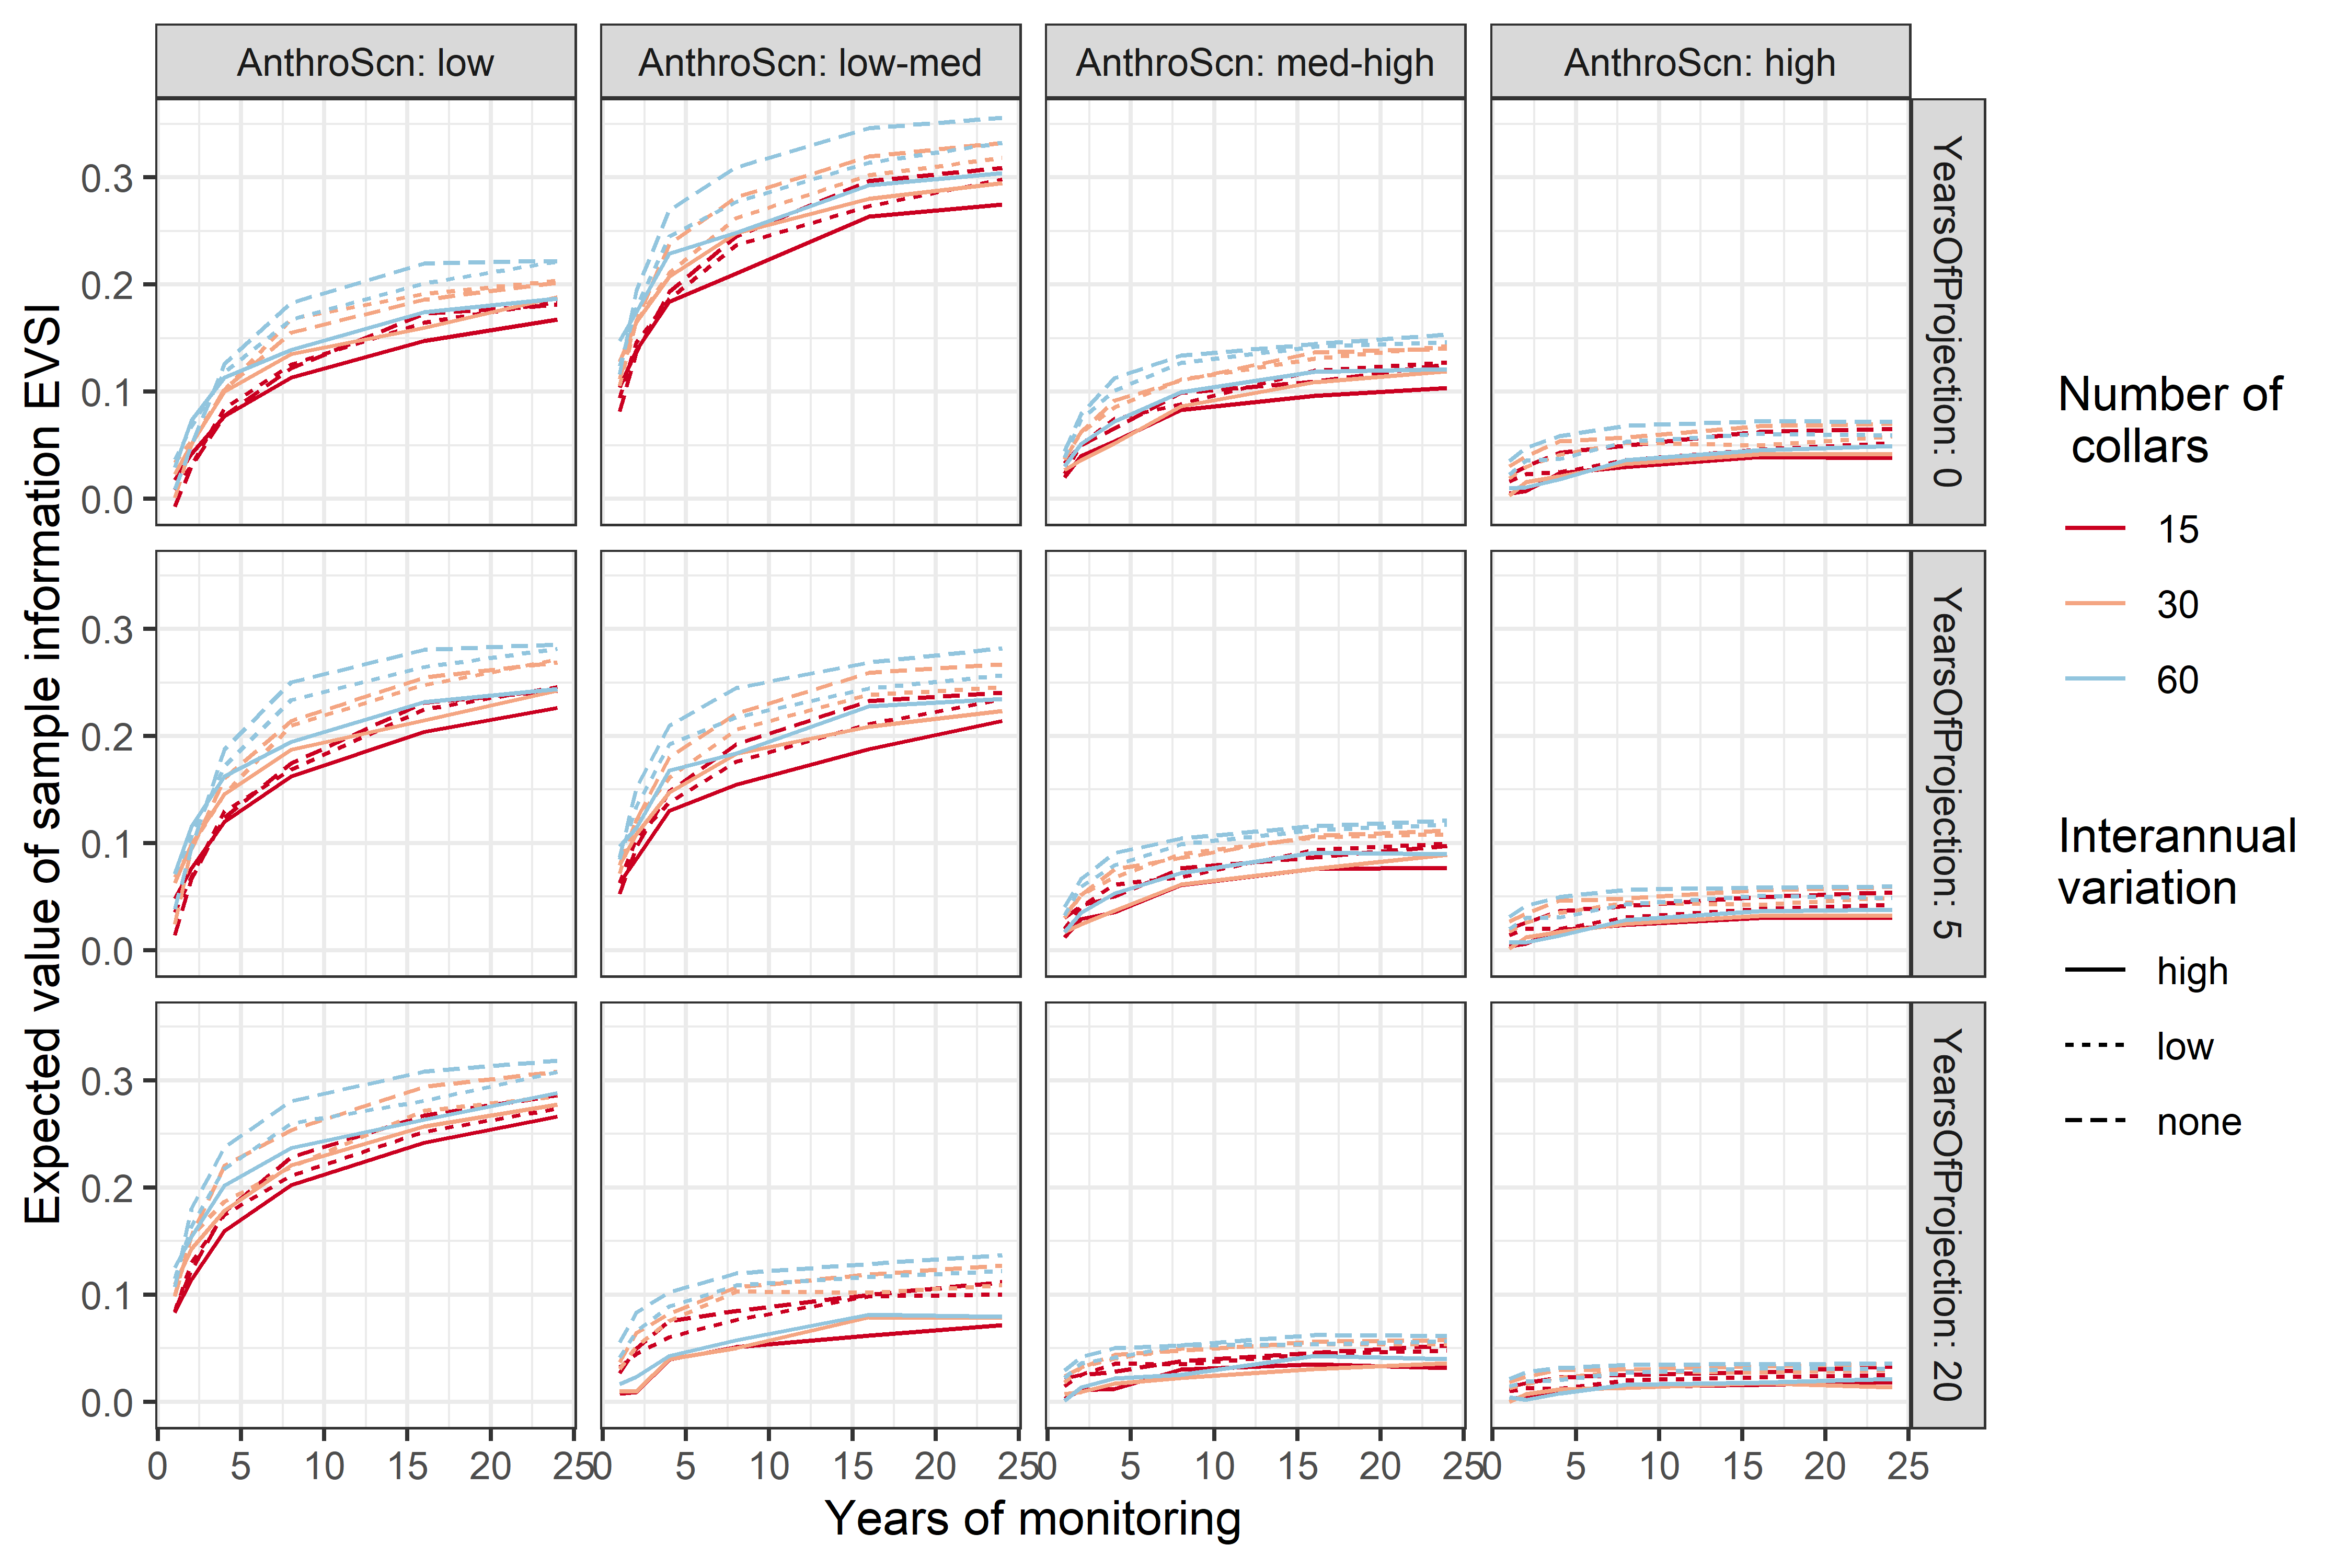 AnthroScn: low
AnthroScn: low-med
AnthroScn: med-high
AnthroScn: high
Expected value of sample information EVSI
0.3
0.2
0.1
0.0
YearsOfProjection: 0
0.3
0.2
0.1
0.0
YearsOfProjection: 5
0.3
0.2
0.1
0.0
YearsOfProjection: 20
0 5 10 15 20 25
0 5 10 15 20 25
0 5 10 15 20 25
0 5 10 15 20 25
Years of monitoring
Number of
collars
15
30
60
Interannual
variation
high
low
none